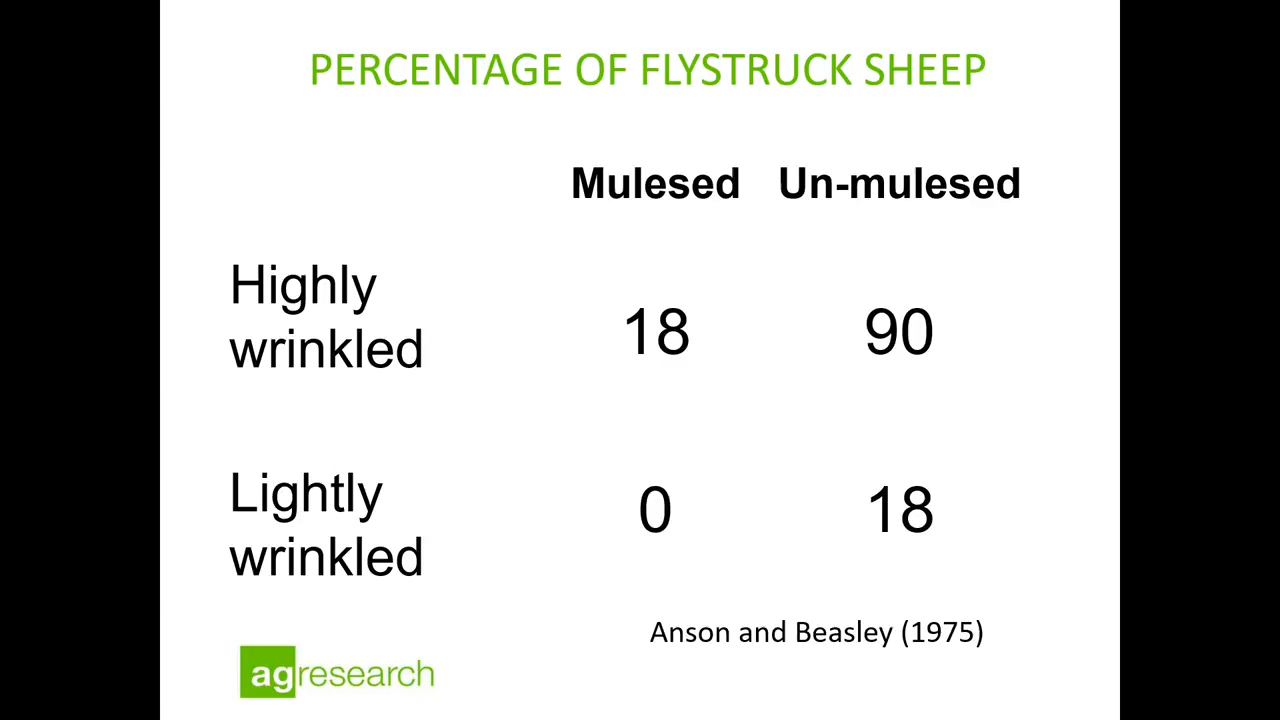 PERCENTAGE OF FLYSTRUCK SHEEP
Mulesed Un-mulesed
Highly
wrinkled 18 90
Lightly
wrinkled 0 18
Anson and Beasley (1975)
agresearch